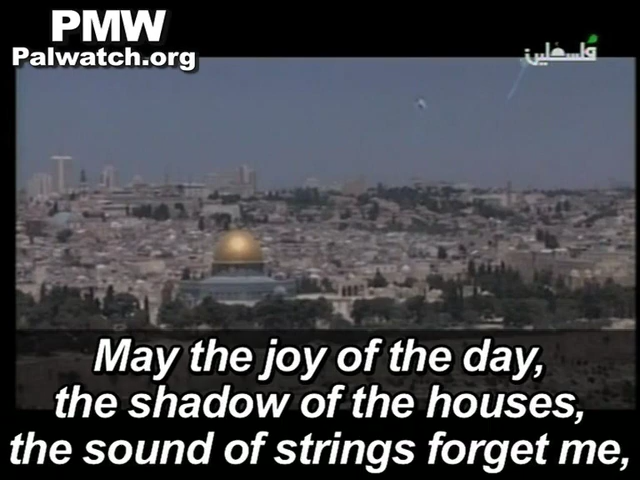 PMW
Palwatch.org
فلسطين
May the joy of the day,
the shadow of the houses,
the sound of strings forget me,